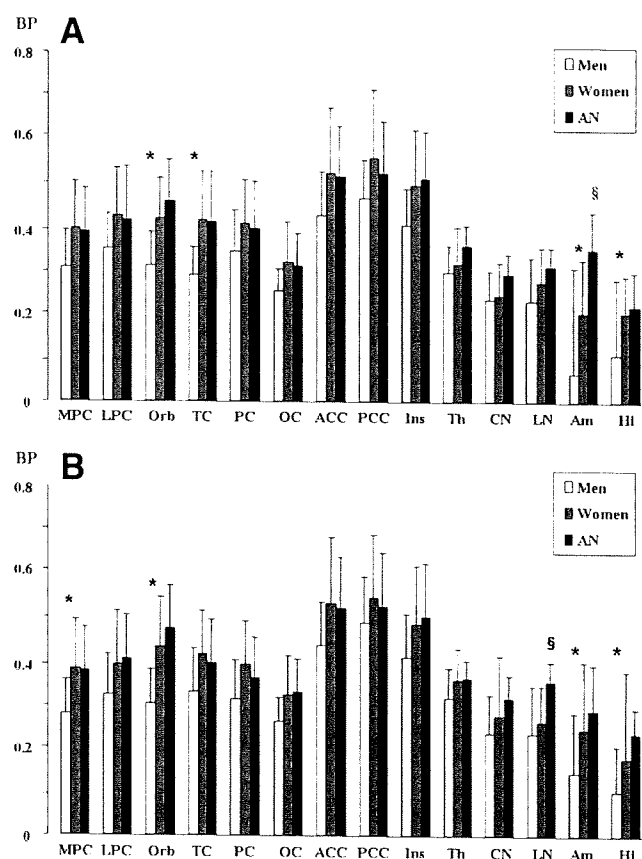 BP A
0.8
Men
Women
AN
0.6
* *
§
0.4
* *
0.2
0
MPC LPC Orb TC PC OC ACC PCC Ins Th CN LN Am Hi
BP B
0.8
Men
Women
AN
0.6
* *
§ * *
0.4
0.2
0
MPC LPC Orb TC PC OC ACC PCC Ins Th CN LN Am Hi